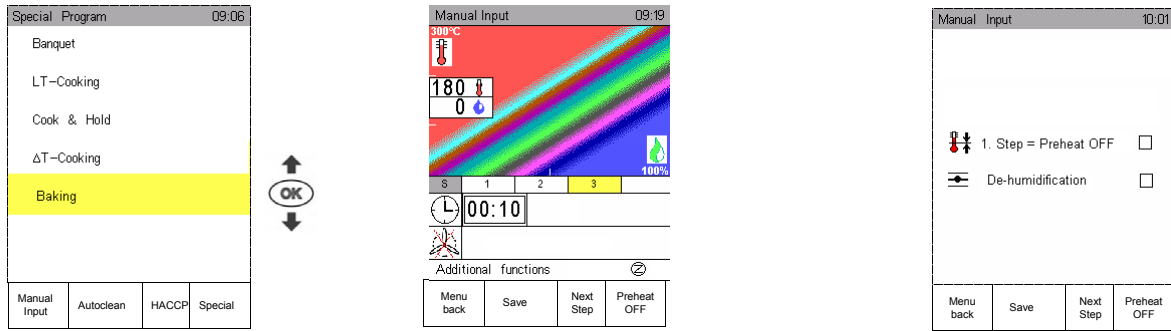 Special Program 09:06
Banquet
LT-Cooking
Cook & Hold
ΔT-Cooking
Baking
Manual Input
Autoclean
HACCP
Special
OK
Manual Input 09:19
300°C
180
0
100%
S 1 2 3
00:10
Additional functions Z
Menu back
Save
Next Step
Preheat OFF
Manual Input 10:01
1. Step = Preheat OFF
De-humidification
Menu back
Save
Next Step
Preheat OFF